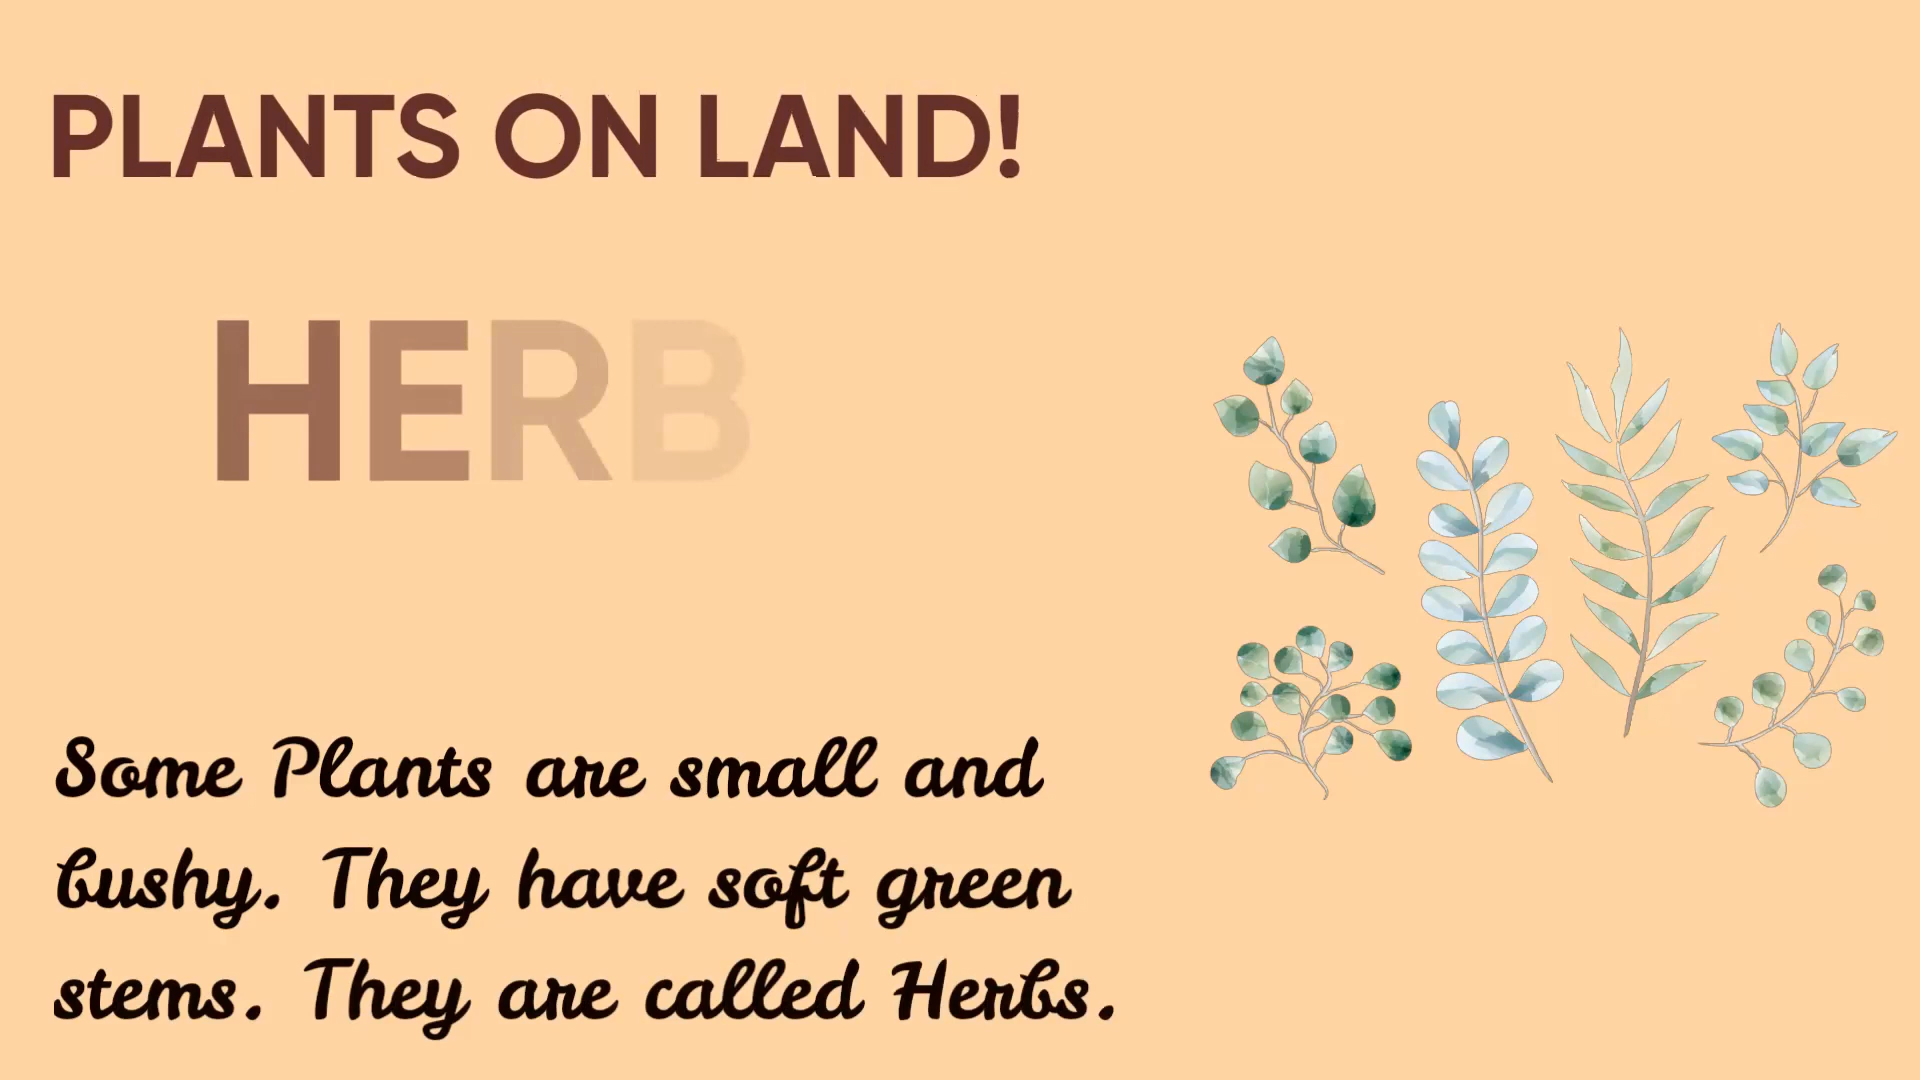 PLANTS ON LAND!
HERB
Some Plants are small and
bushy. They have soft green
stems. They are called Herbs.